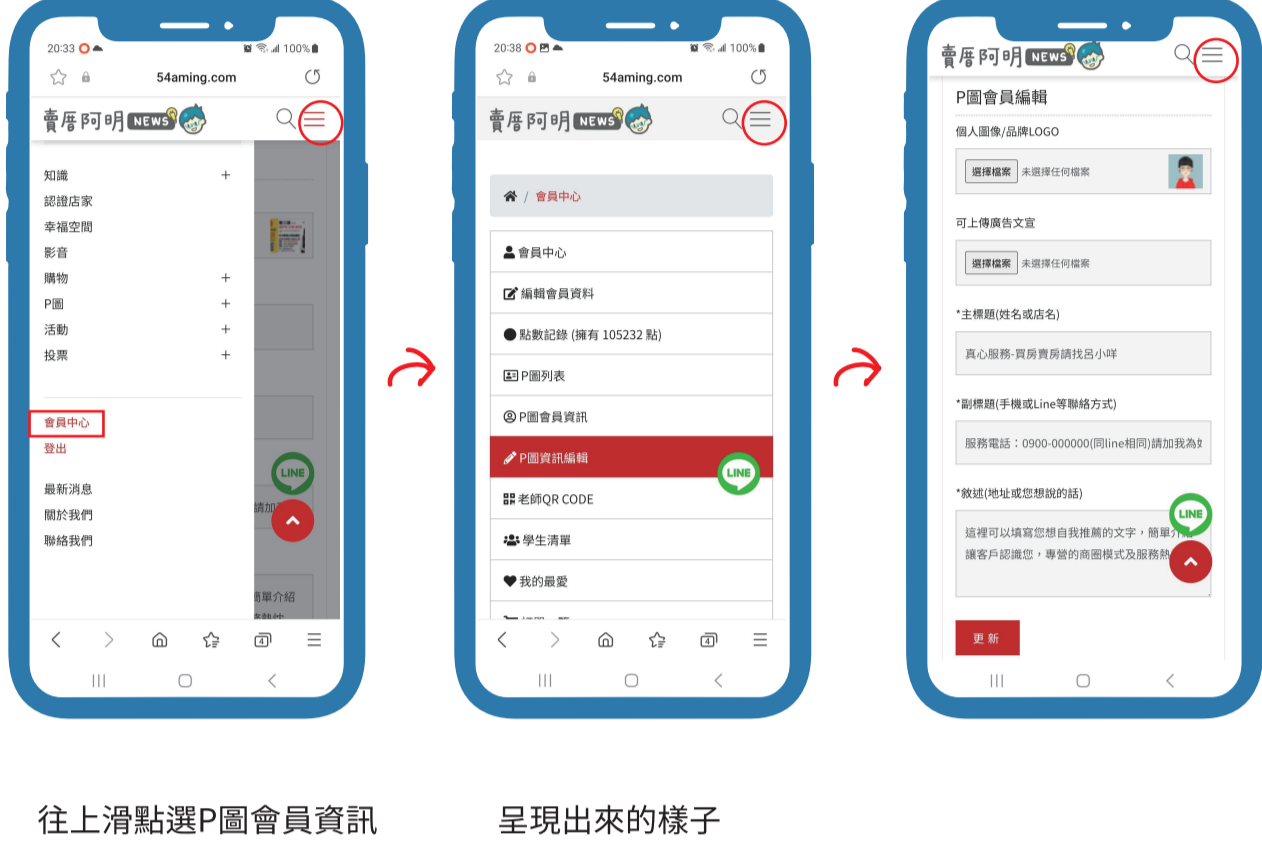 20:33
100%
54aming.com
賣厝阿明 NEWS
知識 +
認證店家
幸福空間
影音
購物 +
P圖 +
活動 +
投票 +
會員中心
登出
LINE
請加
最新消息
關於我們
聯絡我們
簡單介紹
4
20:38
100%
54aming.com
賣厝阿明 NEWS
/ 會員中心
會員中心
編輯會員資料
點數記錄 (擁有 105232 點)
P圖列表
P圖會員資訊
P圖資訊編輯
LINE
老師QR CODE
學生清單
我的最愛
4
賣厝阿明 NEWS
P圖會員編輯
個人圖像/品牌LOGO
選擇檔案 未選擇任何檔案
可上傳廣告文宣
選擇檔案 未選擇任何檔案
*主標題(姓名或店名)
真心服務-買房賣房請找呂小咩
*副標題(手機或Line等聯絡方式)
服務電話：0900-000000(同line相同)請加我為
*敘述(地址或您想說的話)
LINE
這裡可以填寫您想自我推薦的文字，簡單
讓客戶認識您，專營的商圈模式及服務熱
更新
往上滑點選P圖會員資訊
呈現出來的樣子